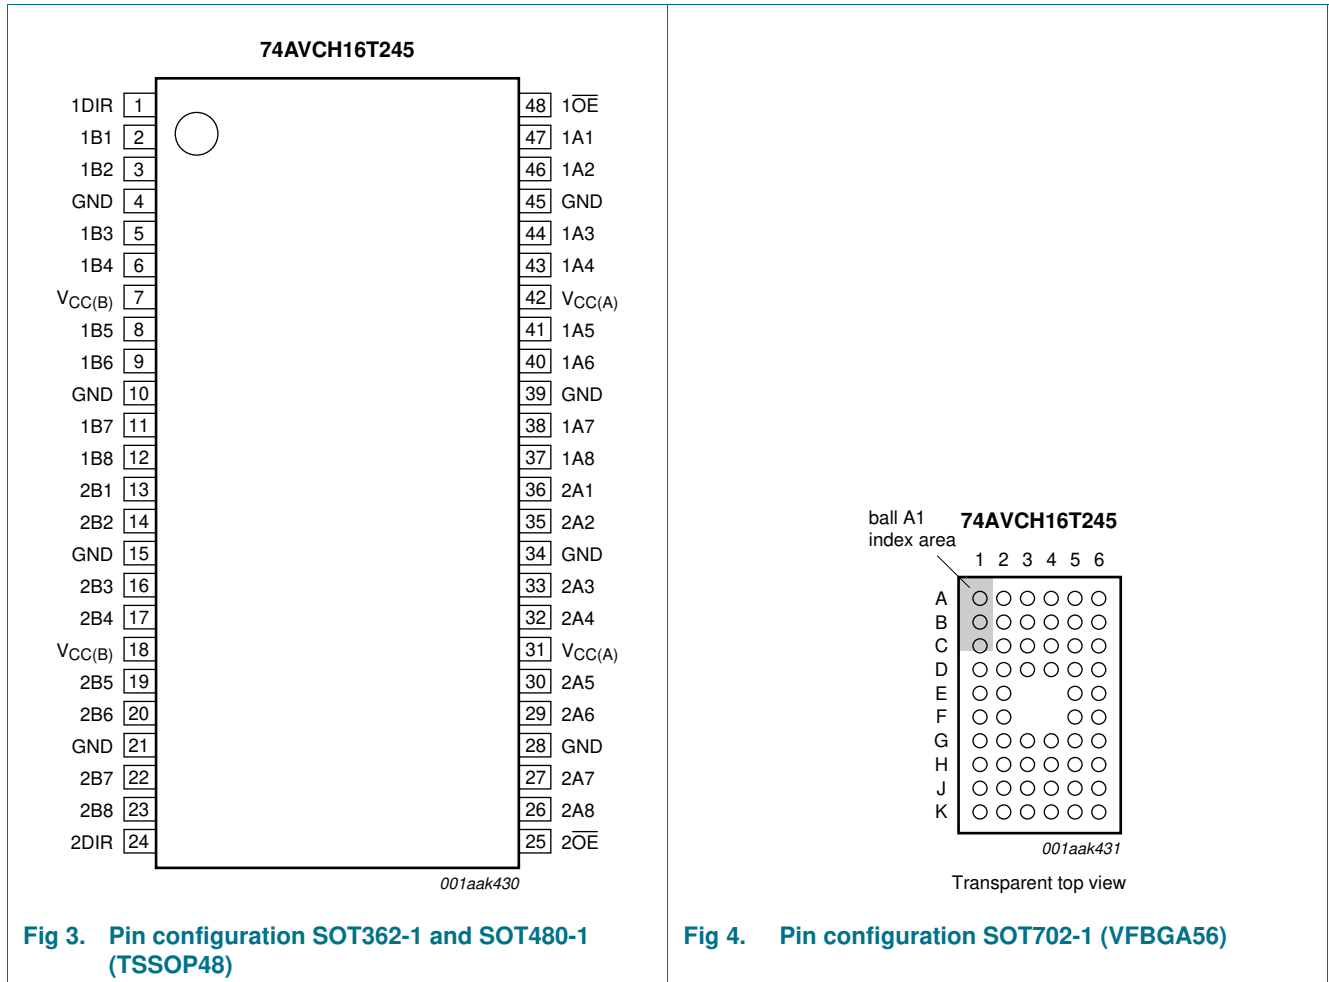 74AVCH16T245
1DIR 1 48 1OE
1B1 2 47 1A1
1B2 3 46 1A2
GND 4 45 GND
1B3 5 44 1A3
1B4 6 43 1A4
VCC(B) 7 42 VCC(A)
1B5 8 41 1A5
1B6 9 40 1A6
GND 10 39 GND
1B7 11 38 1A7
1B8 12 37 1A8
2B1 13 36 2A1
2B2 14 35 2A2
GND 15 34 GND
2B3 16 33 2A3
2B4 17 32 2A4
VCC(B) 18 31 VCC(A)
2B5 19 30 2A5
2B6 20 29 2A6
GND 21 28 GND
2B7 22 27 2A7
2B8 23 26 2A8
2DIR 24 25 2OE
001aak430
Fig 3. Pin configuration SOT362-1 and SOT480-1
(TSSOP48)
ball A1
index area
74AVCH16T245
1 2 3 4 5 6
A
B
C
D
E
F
G
H
J
K
001aak431
Transparent top view
Fig 4. Pin configuration SOT702-1 (VFBGA56)